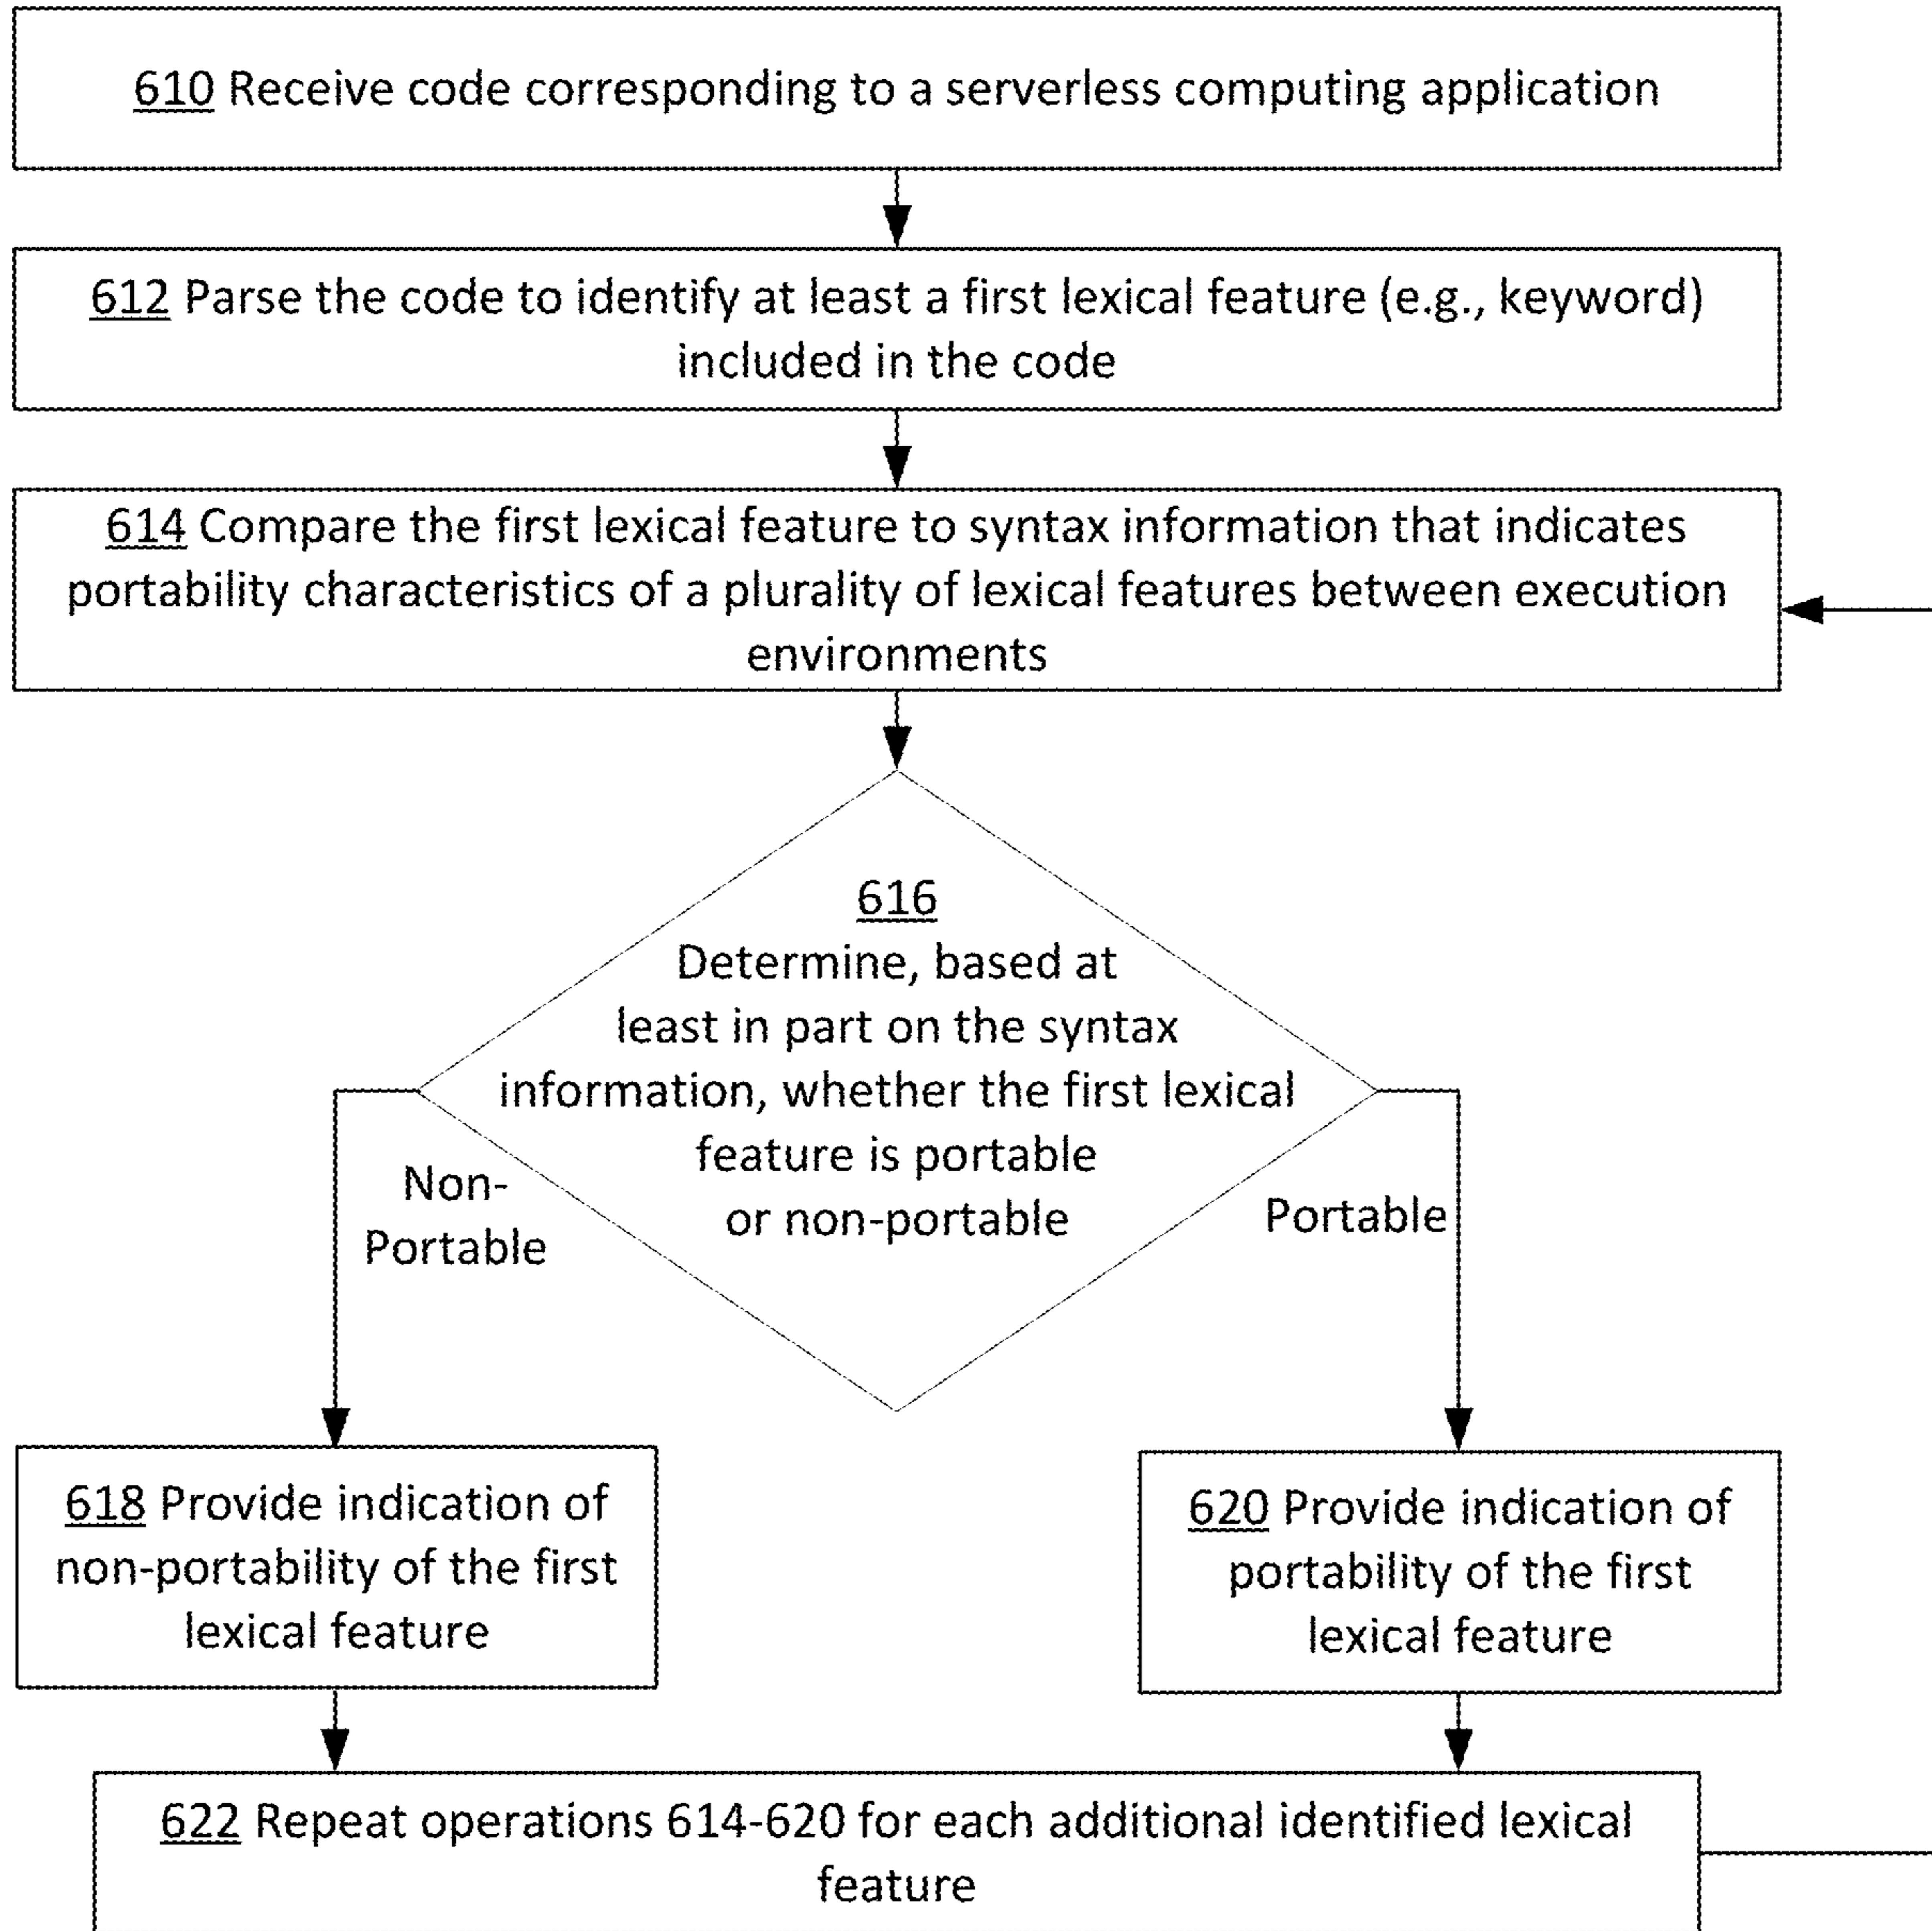 610 Receive code corresponding to a serverless computing application
612 Parse the code to identify at least a first lexical feature (e.g., keyword)
included in the code
614 Compare the first lexical feature to syntax information that indicates
portability characteristics of a plurality of lexical features between execution
environments
616
Determine, based at
least in part on the syntax
information, whether the first lexical
feature is portable
or non-portable
Non-
Portable
Portable
618 Provide indication of
non-portability of the first
lexical feature
620 Provide indication of
portability of the first
lexical feature
622 Repeat operations 614-620 for each additional identified lexical
feature